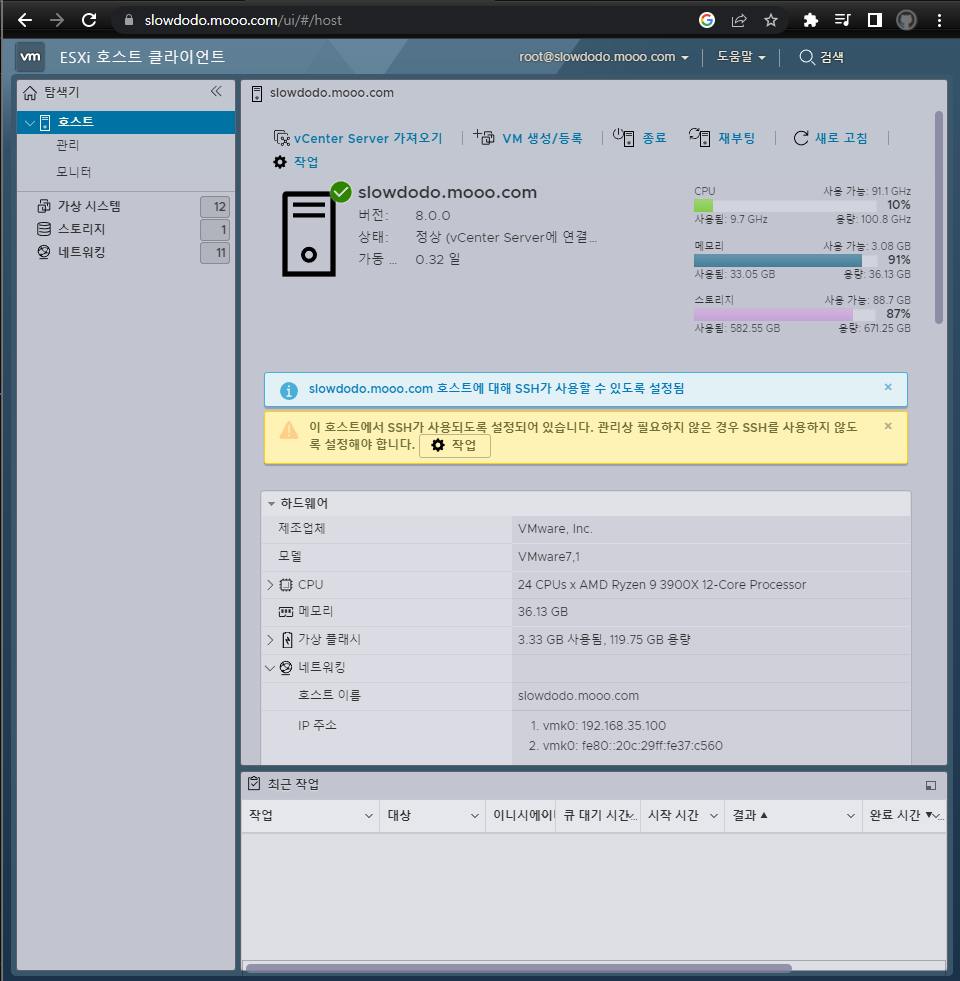 slowdodo.mooo.com/ui/#/host
vm ESXi 호스트 클라이언트
root@slowdodo.mooo.com
도움말
검색
탐색기
호스트
관리
모니터
가상 시스템 12
스토리지 1
네트워킹 11
slowdodo.mooo.com
vCenter Server 가져오기
VM 생성/등록
종료
재부팅
새로 고침
작업
slowdodo.mooo.com
버전: 8.0.0
상태: 정상 (vCenter Server에 연결...
가동 ... 0.32 일
CPU 사용 가능: 91.1 GHz
10%
사용됨: 9.7 GHz 용량: 100.8 GHz
메모리 사용 가능: 3.08 GB
91%
사용됨: 33.05 GB 용량: 36.13 GB
스토리지 사용 가능: 88.7 GB
87%
사용됨: 582.55 GB 용량: 671.25 GB
slowdodo.mooo.com 호스트에 대해 SSH가 사용할 수 있도록 설정됨
이 호스트에서 SSH가 사용되도록 설정되어 있습니다. 관리상 필요하지 않은 경우 SSH를 사용하지 않도
록 설정해야 합니다. 작업
하드웨어
제조업체 VMware, Inc.
모델 VMware7,1
CPU 24 CPUs x AMD Ryzen 9 3900X 12-Core Processor
메모리 36.13 GB
가상 플래시 3.33 GB 사용됨, 119.75 GB 용량
네트워킹
호스트 이름 slowdodo.mooo.com
IP 주소 1. vmk0: 192.168.35.100
2. vmk0: fe80::20c:29ff:fe37:c560
최근 작업
작업 대상 이니시에이 큐 대기 시간... 시작 시간 결과 완료 시간